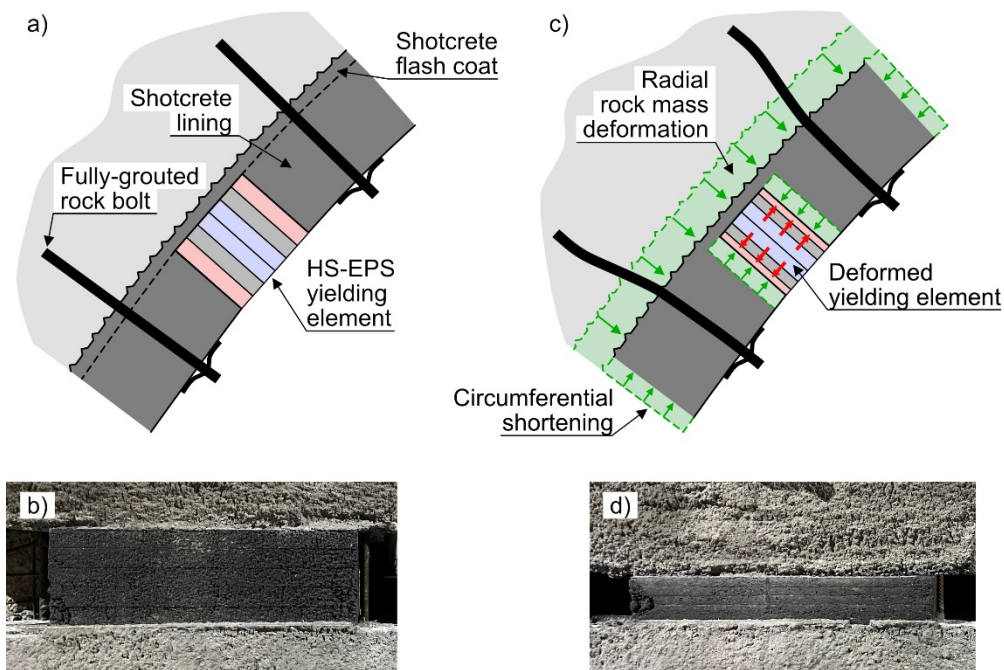 a)
Shotcrete
flash coat
Shotcrete
lining
Fully-grouted
rock bolt
HS-EPS
yielding
element
c)
Radial
rock mass
deformation
Deformed
yielding element
Circumferential
shortening
b)
d)